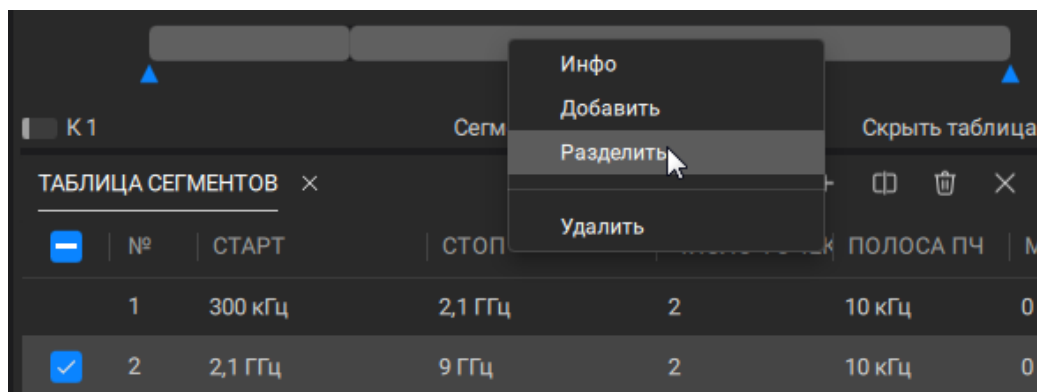 Инфо
Добавить
К 1
Сегм
Скрыть таблица
Разделить
ТАБЛИЦА СЕГМЕНТОВ
Удалить
№ СТАРТ СТОП ПОЛОСА ПЧ
1 300 кГц 2,1 ГГц 2 10 кГц 0
2 2,1 ГГц 9 ГГц 2 10 кГц 0